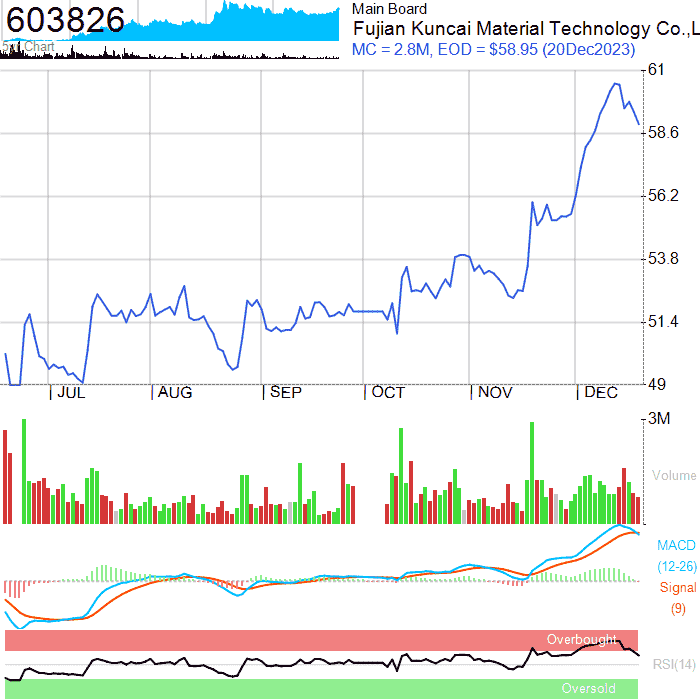 603826
Chart
Main Board
Fujian Kuncai Material Technology Co.,L
MC = 2.8M, EOD = $58.95 (20Dec2023)
61
58.6
56.2
53.8
51.4
49
| JUL | AUG | SEP | OCT | NOV | DEC
3M
Volume
MACD
(12-26)
Signal
(9)
Overbought
RSI(14)
Oversold